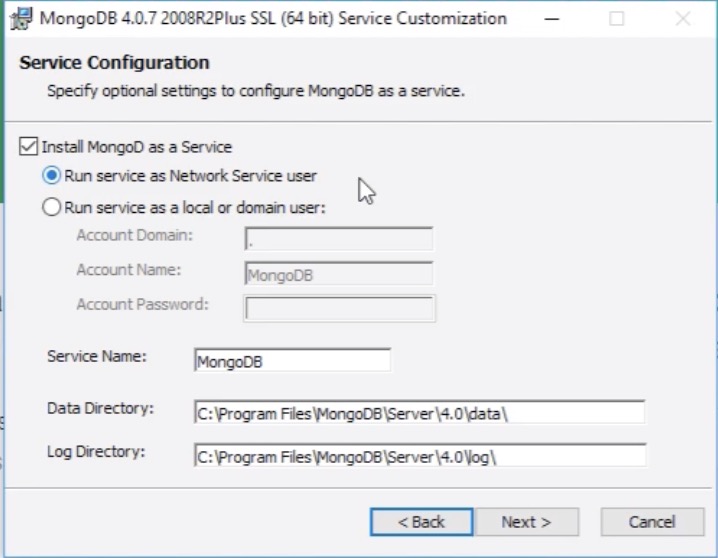 MongoDB 4.0.7 2008R2Plus SSL (64 bit) Service Customization
Service Configuration
Specify optional settings to configure MongoDB as a service.
Install MongoD as a Service
Run service as Network Service user
Run service as a local or domain user:
Account Domain: .
Account Name: MongoDB
Account Password:
Service Name: MongoDB
Data Directory: C:\Program Files\MongoDB\Server\4.0\data\
Log Directory: C:\Program Files\MongoDB\Server\4.0\log\
< Back Next > Cancel